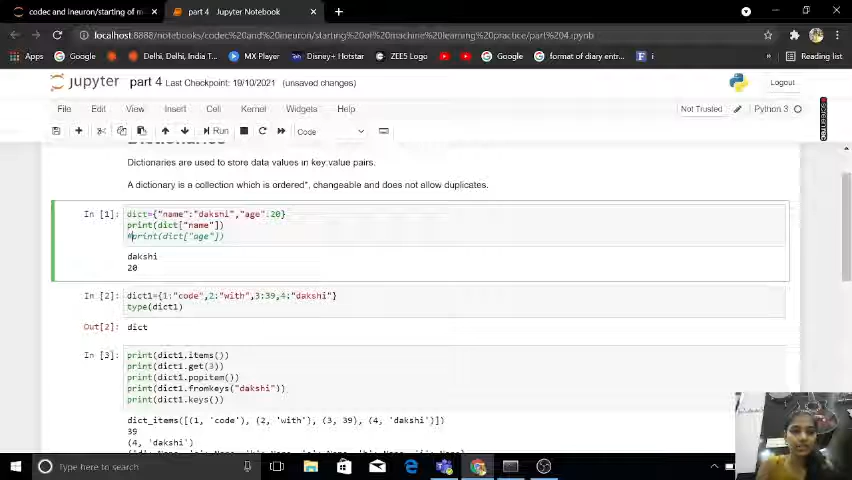 codec and ineuron/starting of m
part 4 - Jupyter Notebook
localhost:8888/notebooks/codec%20and%20ineuron/starting%20of%20machine%20learning%20practice/part%204.ipynb
Apps
Google
Delhi, Delhi, India T...
MX Player
Disney+ Hotstar
ZEE5 Logo
Google
format of diary entr...
Reading list
jupyter part 4 Last Checkpoint: 19/10/2021 (unsaved changes)
Logout
File Edit View Insert Cell Kernel Widgets Help
Not Trusted
Python 3
Run
Code
Dictionaries
Dictionaries are used to store data values in key:value pairs.
A dictionary is a collection which is ordered*, changeable and does not allow duplicates.
In [1]:
dict={"name":"dakshi","age":20}
print(dict["name"])
#print(dict["age"])
dakshi
20
In [2]:
dict1={1:"code",2:"with",3:39,4:"dakshi"}
type(dict1)
Out[2]:
dict
In [3]:
print(dict1.items())
print(dict1.get(3))
print(dict1.popitem())
print(dict1.fromkeys("dakshi"))
print(dict1.keys())
dict_items([(1, 'code'), (2, 'with'), (3, 39), (4, 'dakshi')])
39
(4, 'dakshi')
Type here to search